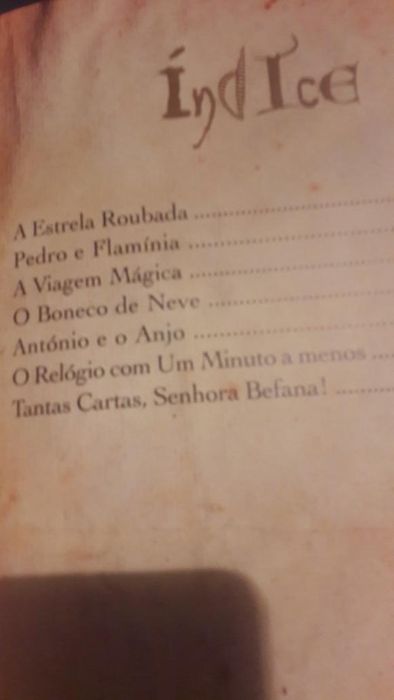 Índice
A Estrela Roubada ........................
Pedro e Flamínia ........................
A Viagem Mágica ........................
O Boneco de Neve ........................
António e o Anjo ........................
O Relógio com Um Minuto a menos ....
Tantas Cartas, Senhora Befana! .........